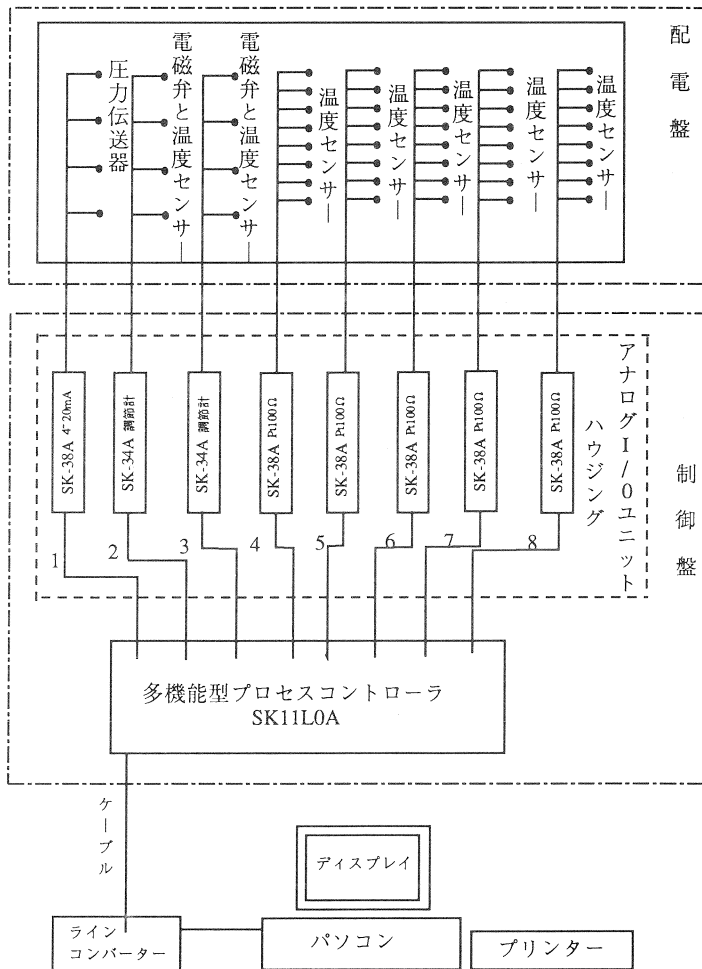 配電盤
圧力伝送器
電磁弁と温度センサー
電磁弁と温度センサー
温度センサー
温度センサー
温度センサー
温度センサー
温度センサー
アナログI/0ユニット
ハウジング
制御盤
SK-38A 4~20mA
SK-34A 調節計
SK-34A 調節計
SK-38A Pt100Ω
SK-38A Pt100Ω
SK-38A Pt100Ω
SK-38A Pt100Ω
SK-38A Pt100Ω
1 2 3 4 5 6 7 8
多機能型プロセスコントローラ
SK11L0A
ケーブル
ディスプレイ
ライン
コンバーター
パソコン
プリンター